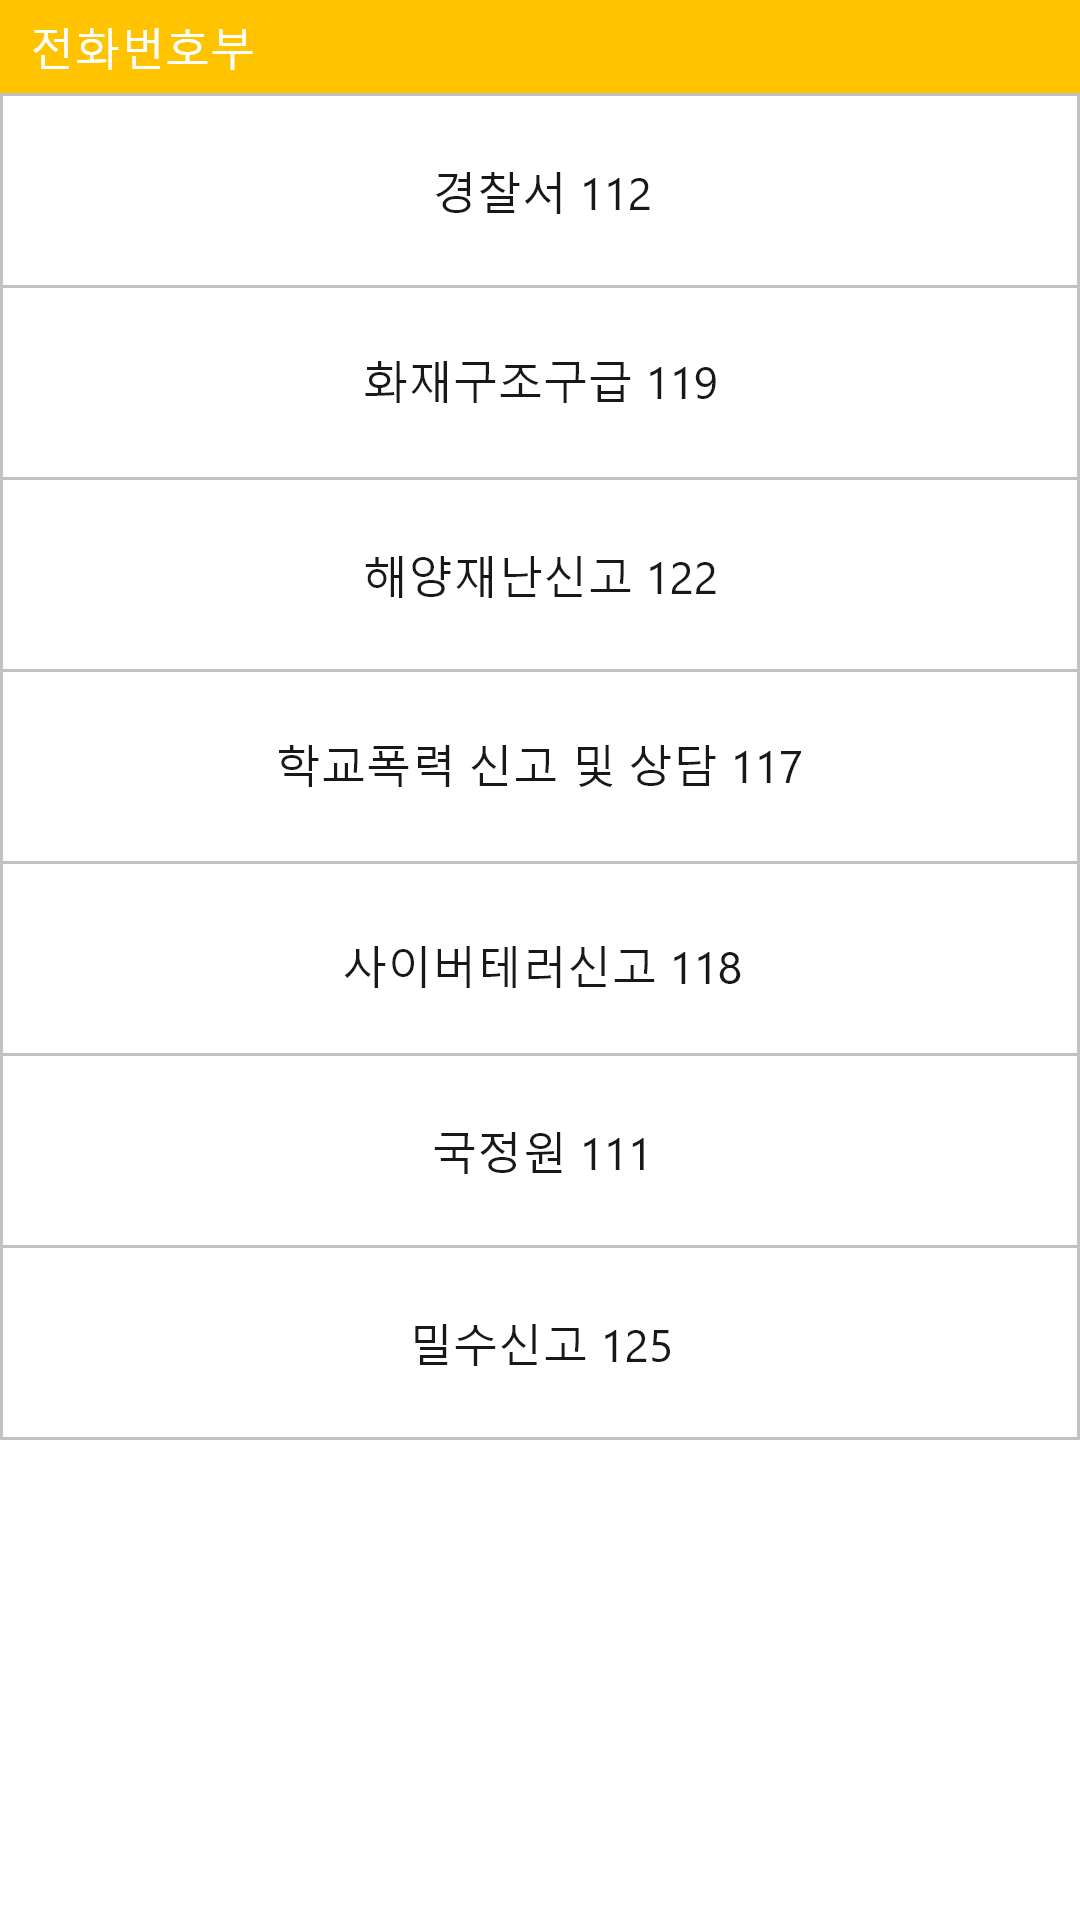 전화번호부
경찰서 112
화재구조구급 119
해양재난신고 122
학교폭력 신고 및 상담 117
사이버테러신고 118
국정원 111
밀수신고 125